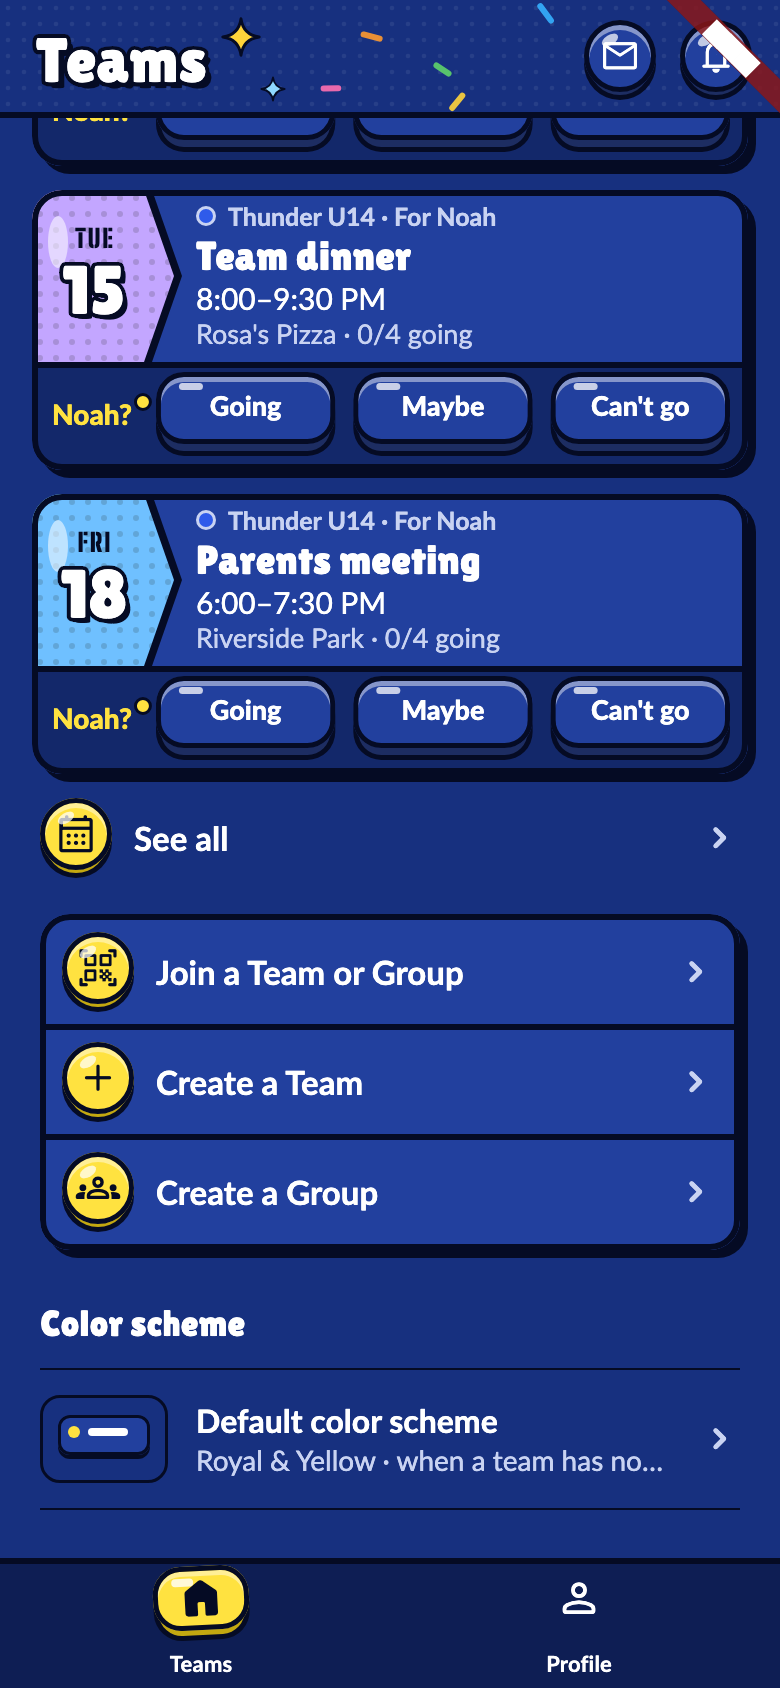 Teams
Noah?
TUE
15
Thunder U14 · For Noah
Team dinner
8:00–9:30 PM
Rosa's Pizza · 0/4 going
Noah?
Going
Maybe
Can't go
FRI
18
Thunder U14 · For Noah
Parents meeting
6:00–7:30 PM
Riverside Park · 0/4 going
Noah?
Going
Maybe
Can't go
See all
Join a Team or Group
Create a Team
Create a Group
Color scheme
Default color scheme
Royal & Yellow · when a team has no...
Teams
Profile